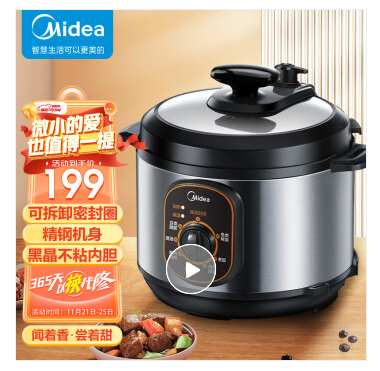 Midea
智慧生活可以更美的
微小的爱
也值得一提
活动到手价
199
可拆卸密封圈
精钢机身
黑晶不粘内胆
365天以换代修
活动时间:11月21日-25日
闻着香·尝着甜
Midea